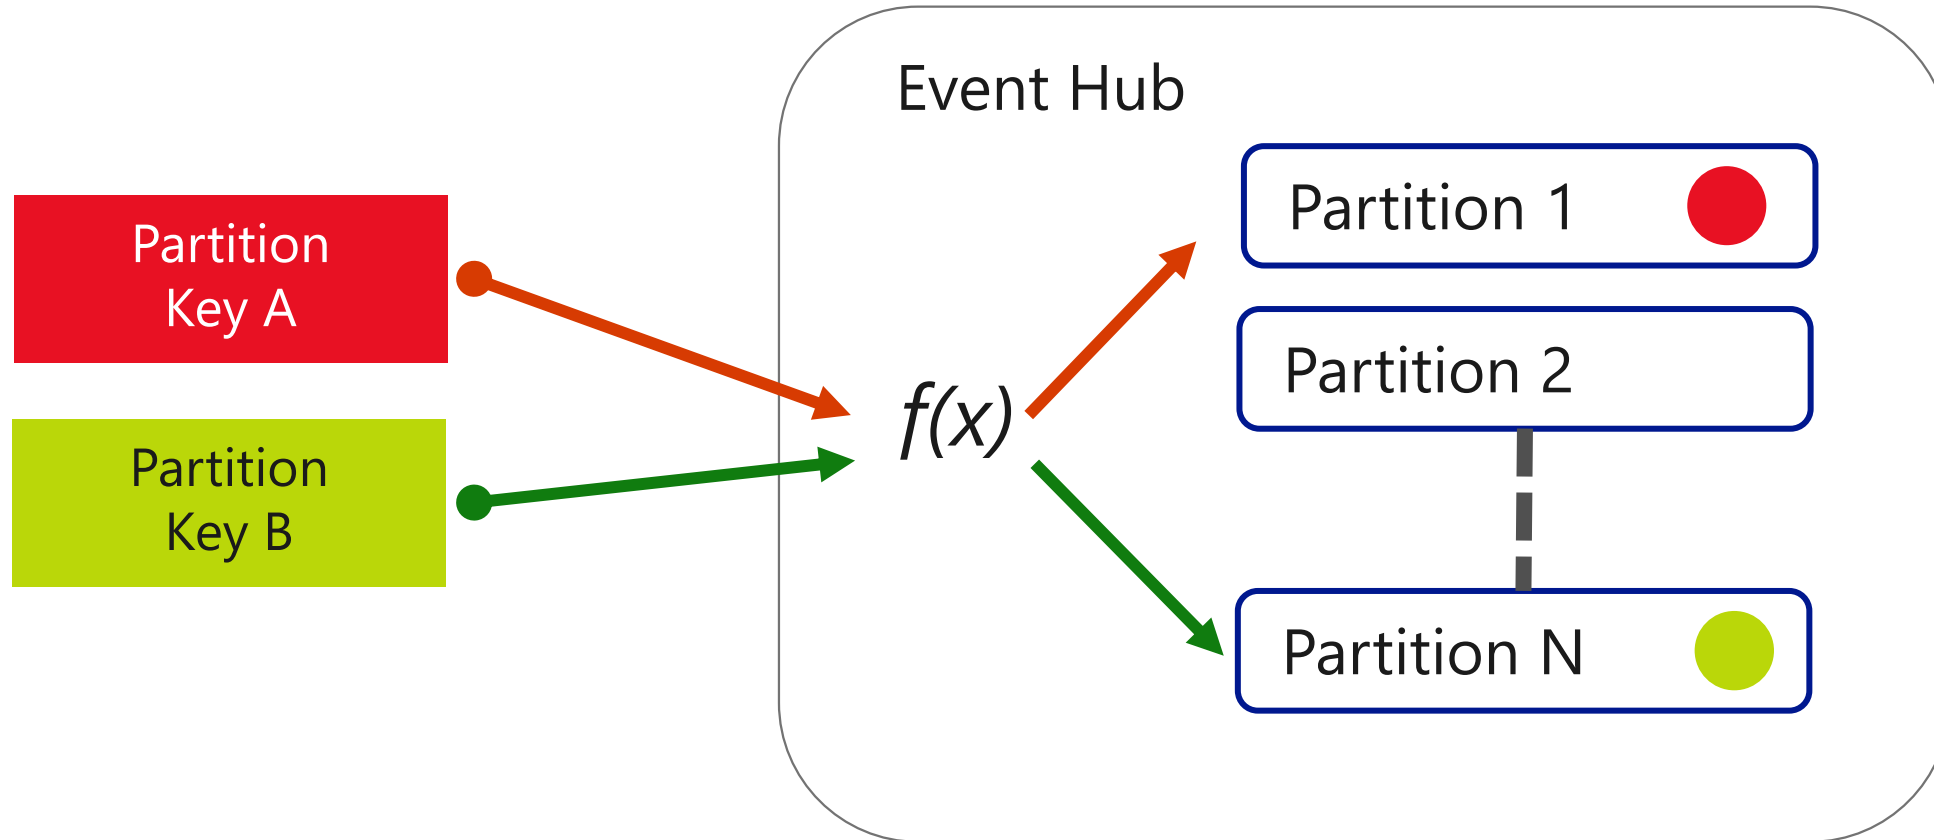 Event Hub
Partition
Key A
Partition
Key B
f(x)
Partition 1
Partition 2
Partition N